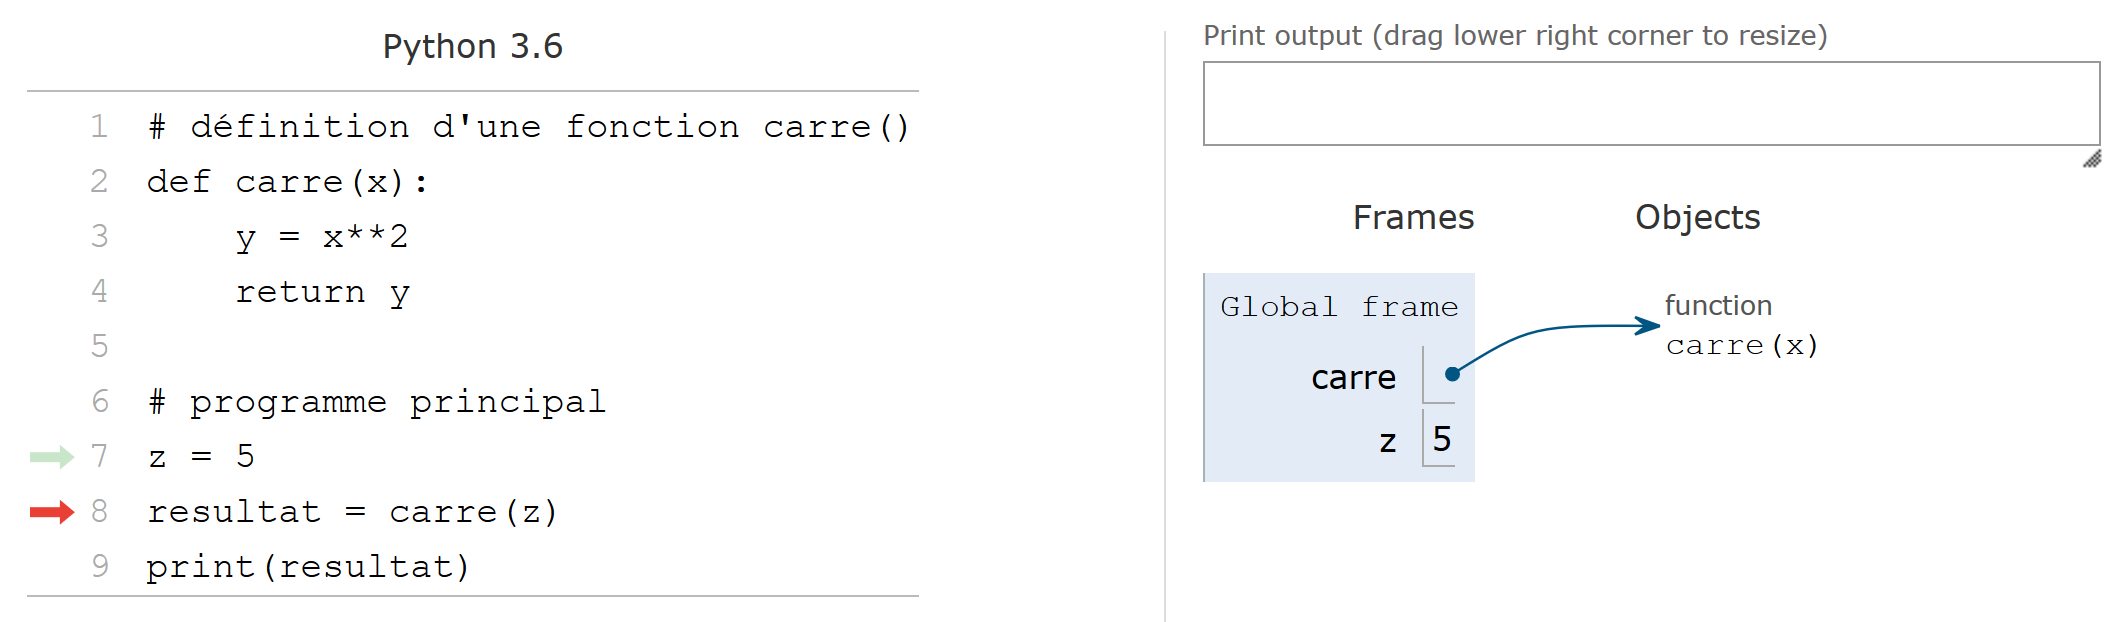 Python 3.6
1 # définition d'une fonction carre()
2 def carre(x):
3     y = x**2
4     return y
5
6 # programme principal
7 z = 5
8 resultat = carre(z)
9 print(resultat)
Print output (drag lower right corner to resize)
Frames Objects
Global frame
carre
z 5
function
carre(x)